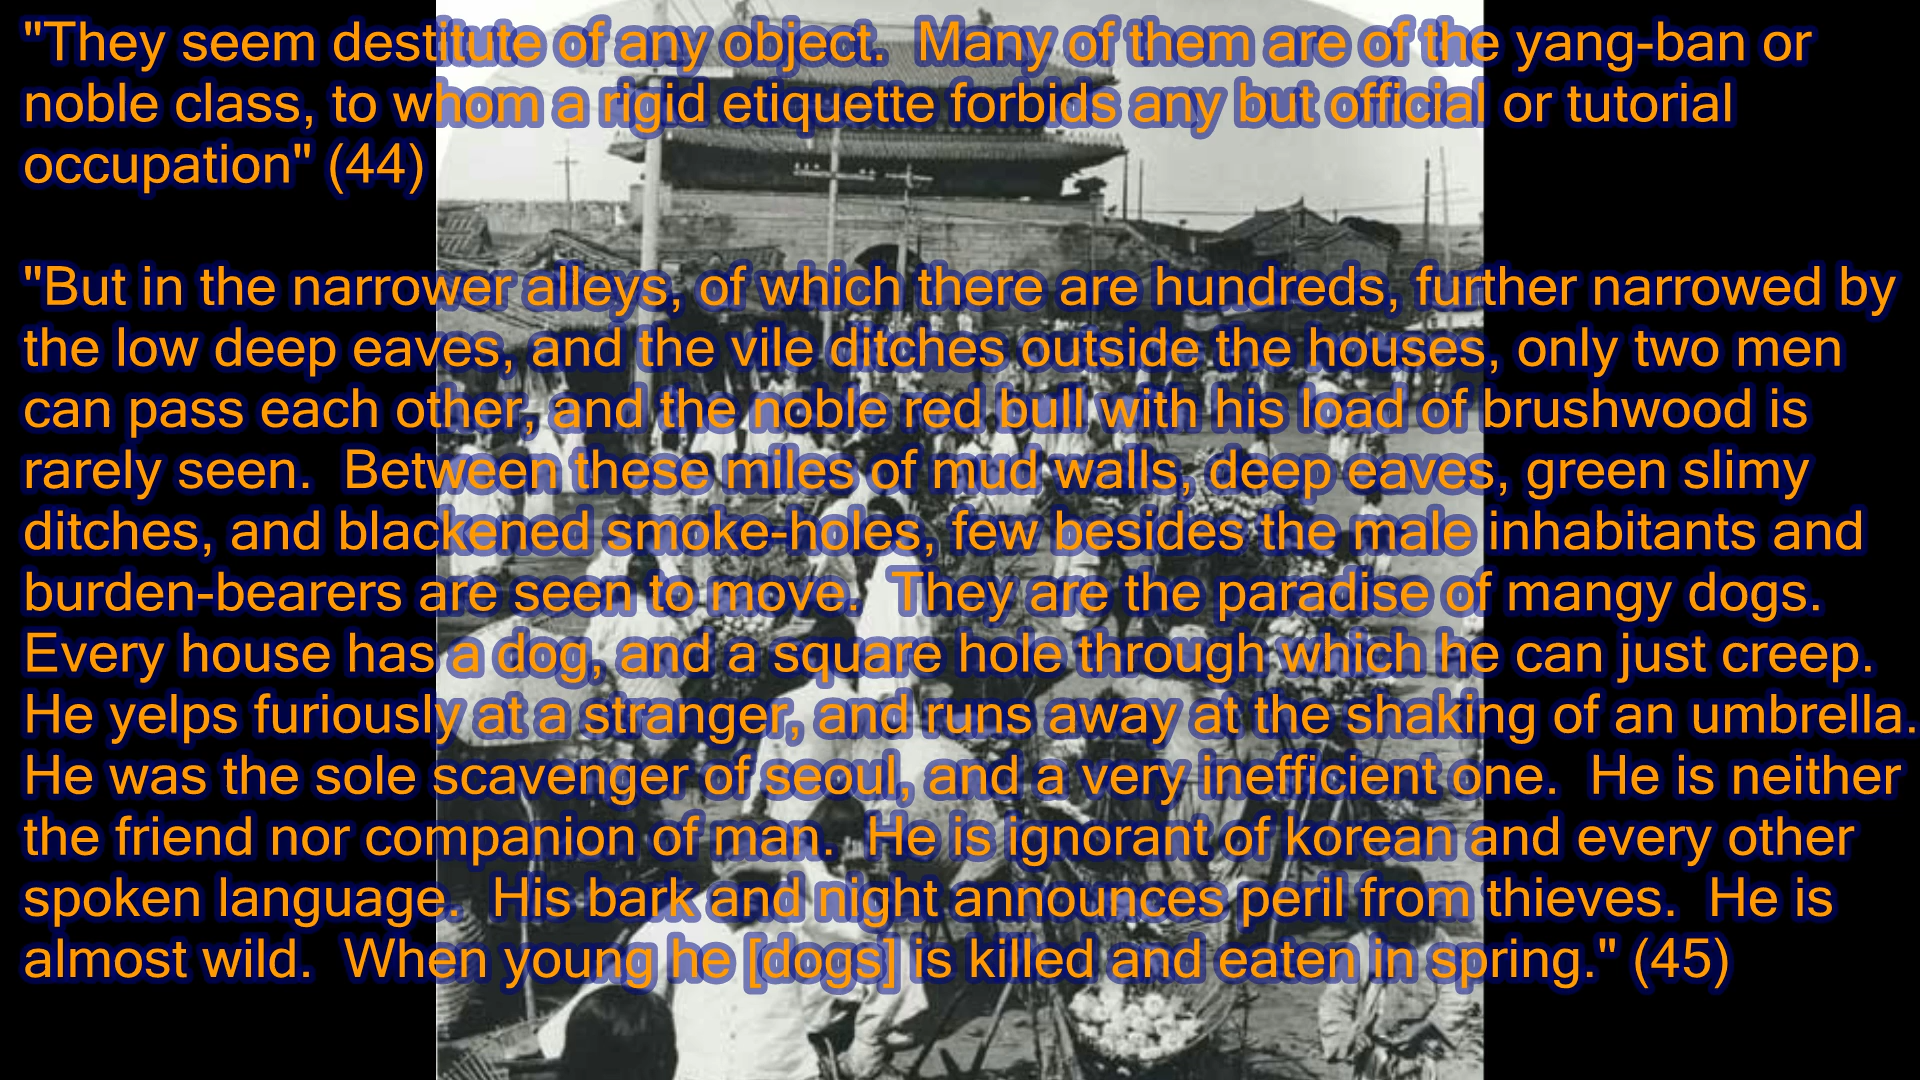 "They seem destitute of any object.  Many of them are of the yang-ban or
noble class, to whom a rigid etiquette forbids any but official or tutorial
occupation" (44)
"But in the narrower alleys, of which there are hundreds, further narrowed by
the low deep eaves, and the vile ditches outside the houses, only two men
can pass each other, and the noble red bull with his load of brushwood is
rarely seen.  Between these miles of mud walls, deep eaves, green slimy
ditches, and blackened smoke-holes, few besides the male inhabitants and
burden-bearers are seen to move.  They are the paradise of mangy dogs.
Every house has a dog, and a square hole through which he can just creep.
He yelps furiously at a stranger, and runs away at the shaking of an umbrella.
He was the sole scavenger of seoul, and a very inefficient one.  He is neither
the friend nor companion of man.  He is ignorant of korean and every other
spoken language.  His bark and night announces peril from thieves.  He is
almost wild.  When young he [dogs] is killed and eaten in spring." (45)